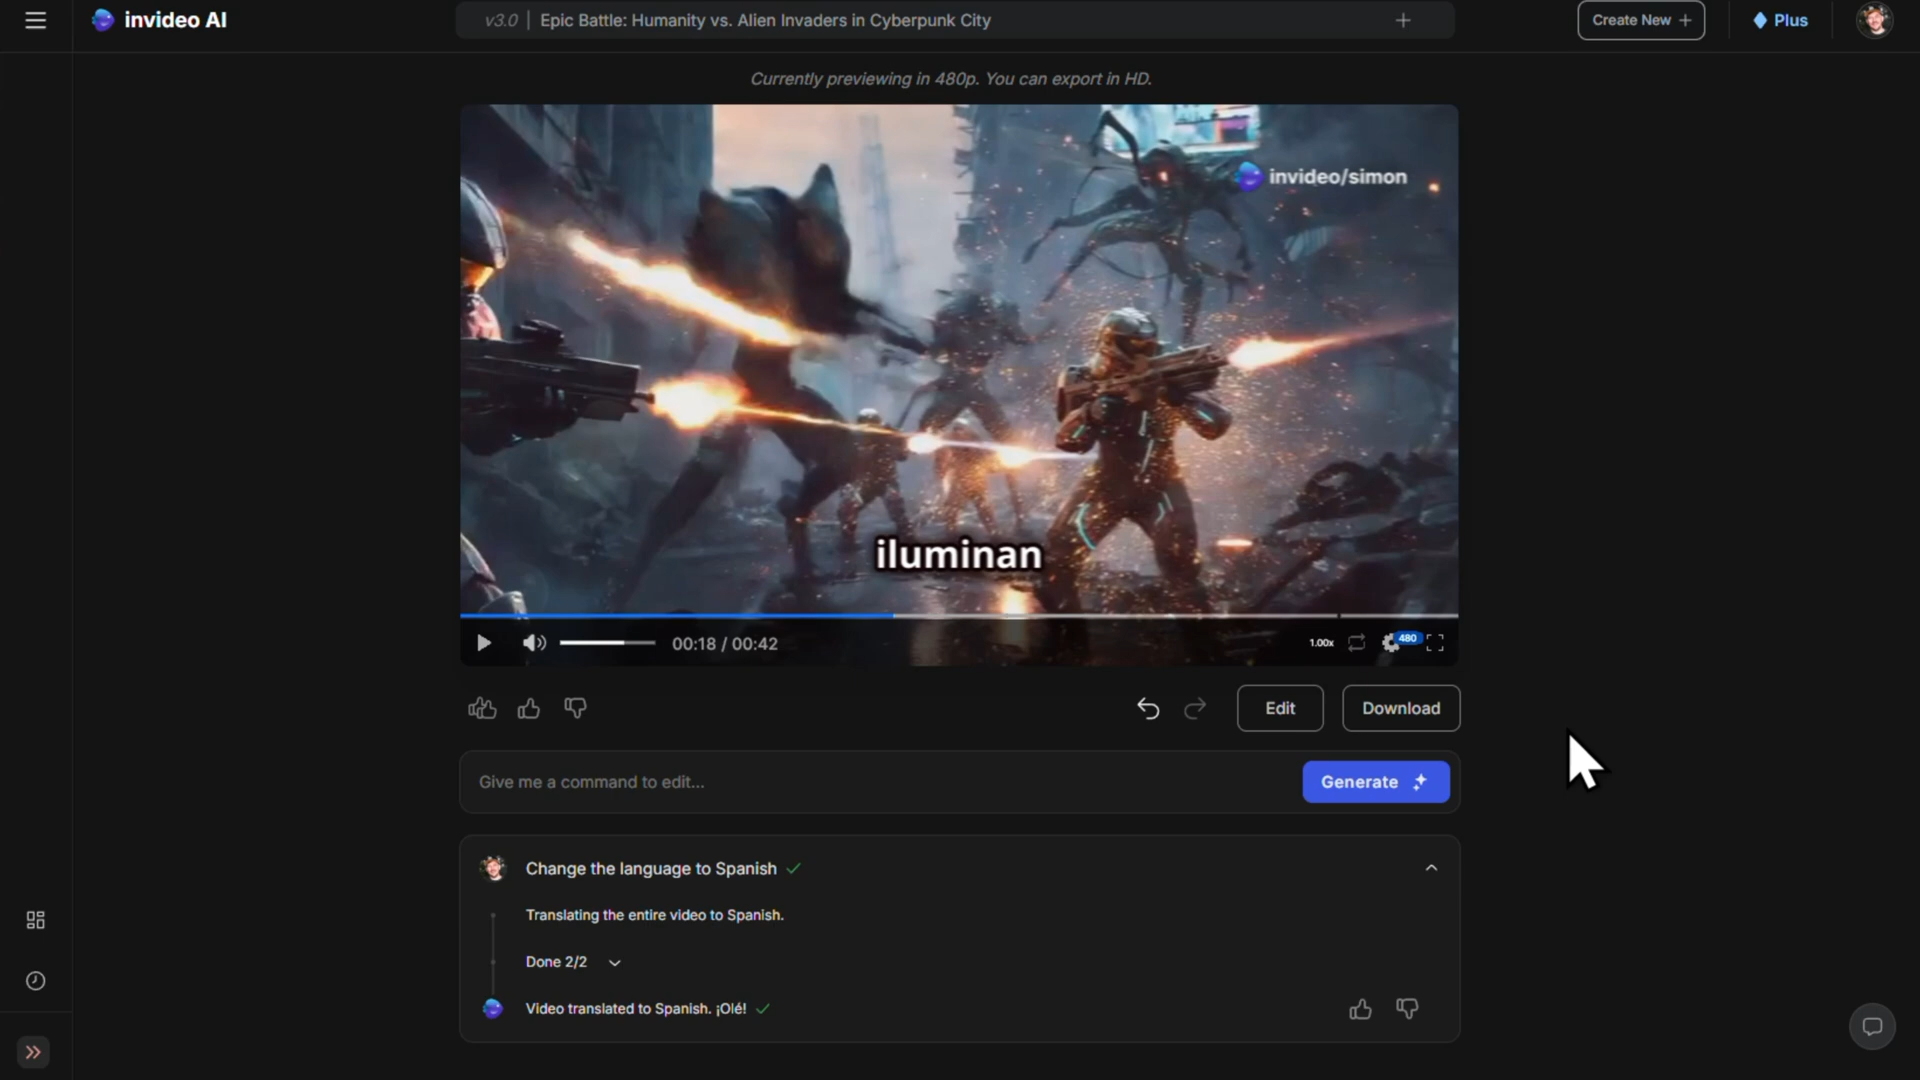 invideo AI
v3.0 | Epic Battle: Humanity vs. Alien Invaders in Cyberpunk City
Create New +
Plus
Currently previewing in 480p. You can export in HD.
invideo/simon
iluminan
00:18 / 00:42
1.00x
480
Edit
Download
Give me a command to edit...
Generate
Change the language to Spanish
Translating the entire video to Spanish.
Done 2/2
Video translated to Spanish. ¡Olé!